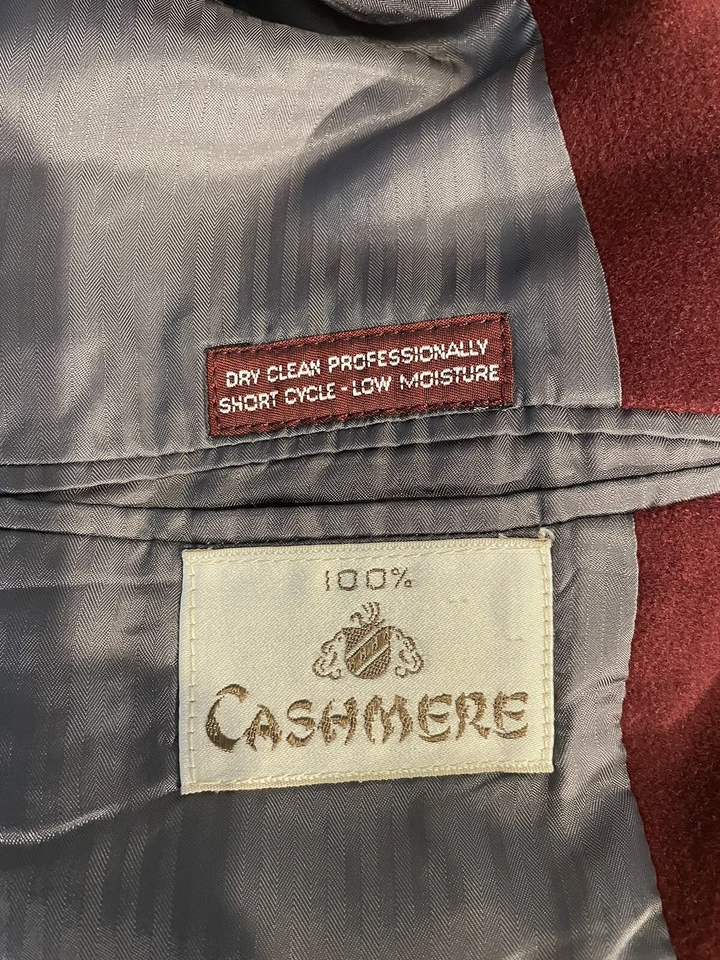 DRY CLEAN PROFESSIONALLY
SHORT CYCLE - LOW MOISTURE
100%
CASHMERE